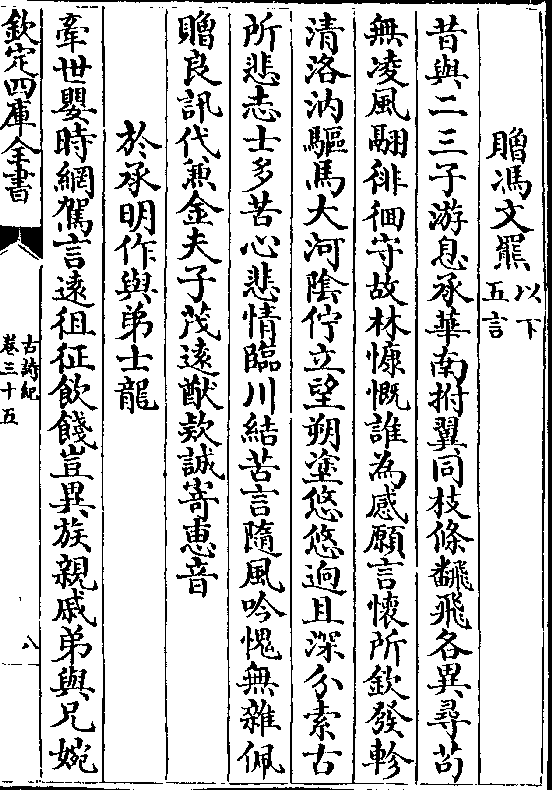 贈馮文羆以下五言
昔與二三子游息承華南拊翼同枝條翻飛各異尋茍
無凌風翮徘徊守故林慷慨誰為感願言懷所欽發軫
清洛汭驅馬大河陰佇立望朔塗悠悠迥且深分索古
所悲志士多苦心悲情臨川結苦言隨風吟愧無雜佩
贈良訊代兼金夫子茂遠猷欵誠寄惠音
於承明作與弟士龍
牽世嬰時網駕言遠徂征飲餞豈異族親戚弟與兄婉
欽定四庫全書
古詩紀
卷三十五
八